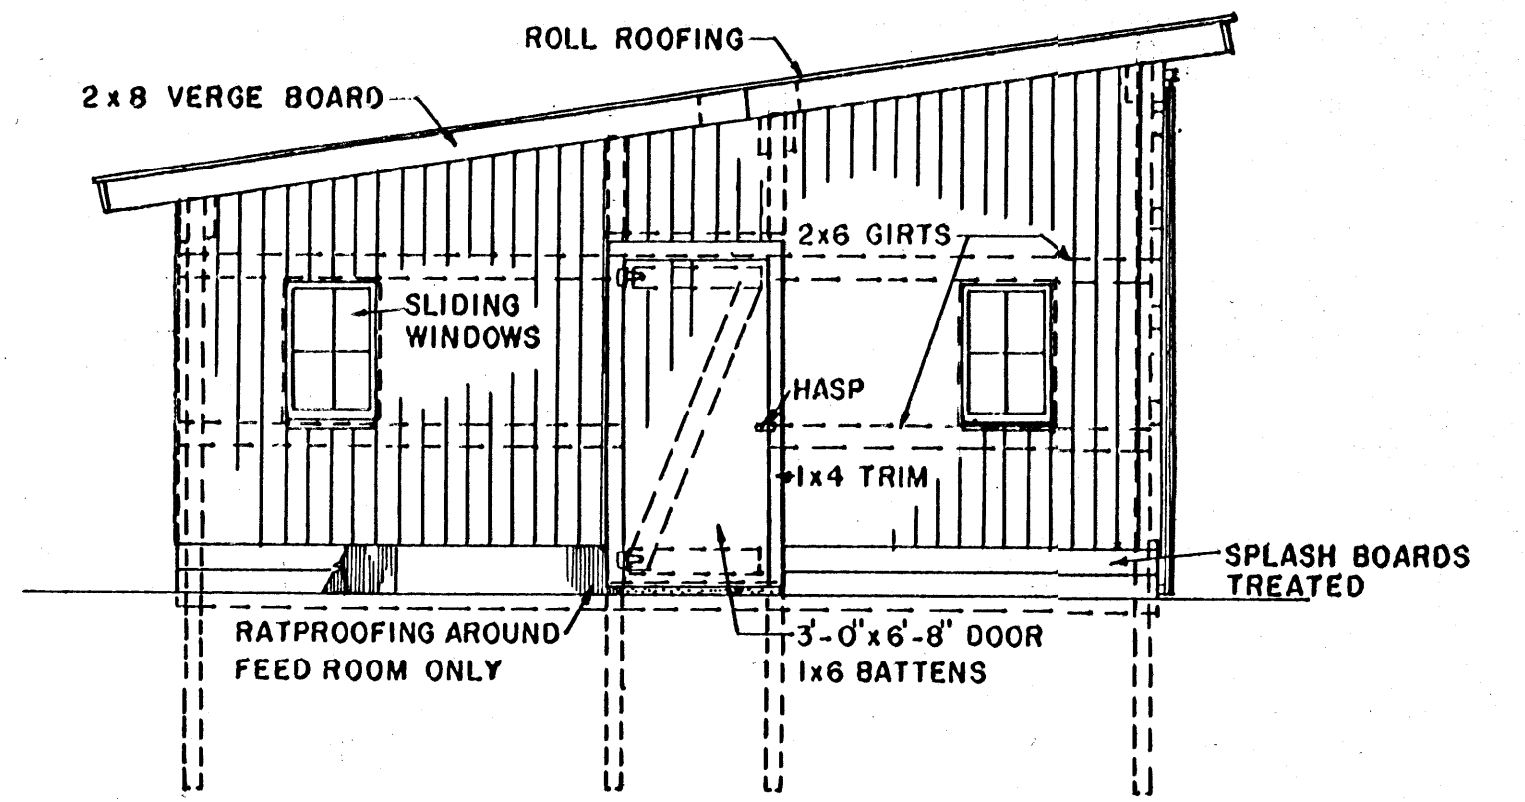 ROLL ROOFING
2x8 VERGE BOARD
2x6 GIRTS
SLIDING
WINDOWS
HASP
1x4 TRIM
SPLASH BOARDS
TREATED
RATPROOFING AROUND
FEED ROOM ONLY
3'-0"x6'-8" DOOR
1x6 BATTENS